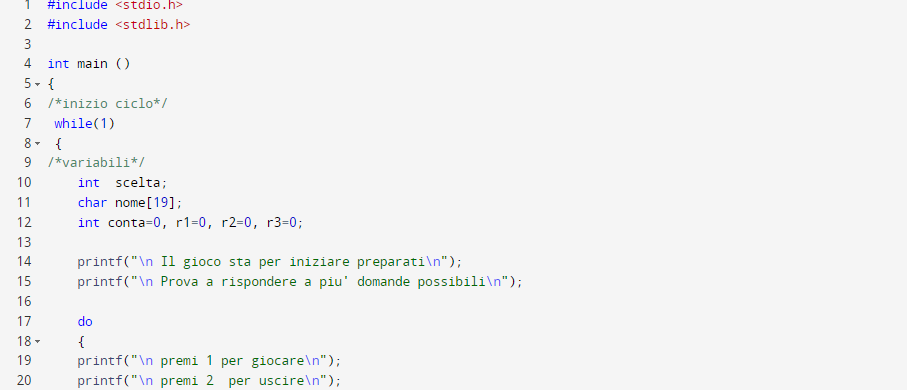 1 #include <stdio.h>
2 #include <stdlib.h>
3
4 int main ()
5 {
6 /*inizio ciclo*/
7 while(1)
8 {
9 /*variabili*/
10 int  scelta;
11 char nome[19];
12 int conta=0, r1=0, r2=0, r3=0;
13
14 printf("\n Il gioco sta per iniziare preparati\n");
15 printf("\n Prova a rispondere a piu' domande possibili\n");
16
17 do
18 {
19 printf("\n premi 1 per giocare\n");
20 printf("\n premi 2  per uscire\n");